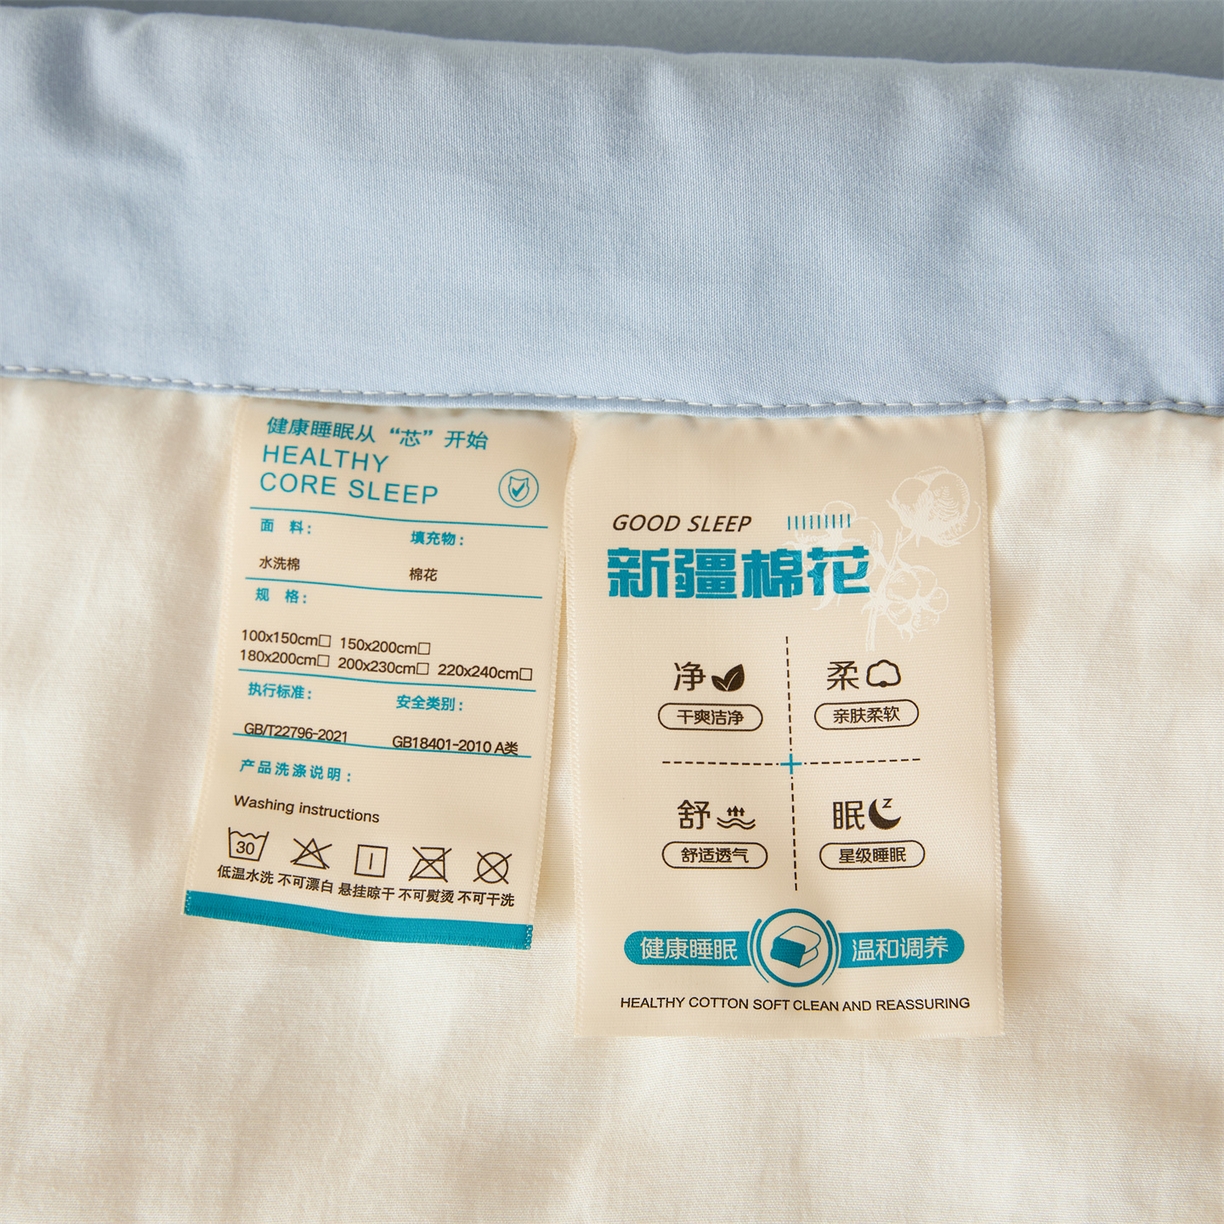 健康睡眠从“芯”开始
HEALTHY
CORE SLEEP
面 料：
填充物：
水洗棉
棉花
规 格：
100x150cm□ 150x200cm□
180x200cm□ 200x230cm□ 220x240cm□
执行标准：
安全类别：
GB/T22796-2021
GB18401-2010 A类
产品洗涤说明：
Washing instructions
30
低温水洗 不可漂白 悬挂晾干 不可熨烫 不可干洗
GOOD SLEEP
新疆棉花
净
柔
干爽洁净
亲肤柔软
舒
眠
z
舒适透气
星级睡眠
健康睡眠 温和调养
HEALTHY COTTON SOFT CLEAN AND REASSURING